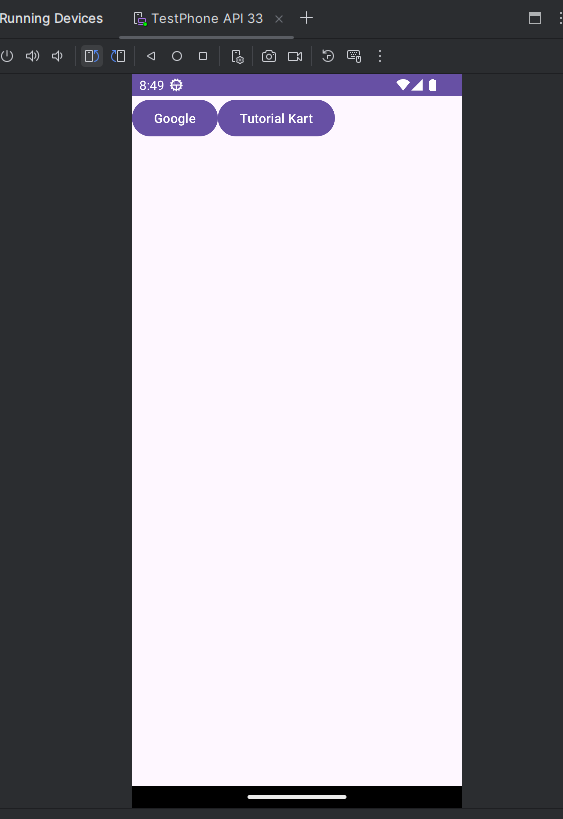 Running Devices TestPhone API 33
8:49
Google Tutorial Kart